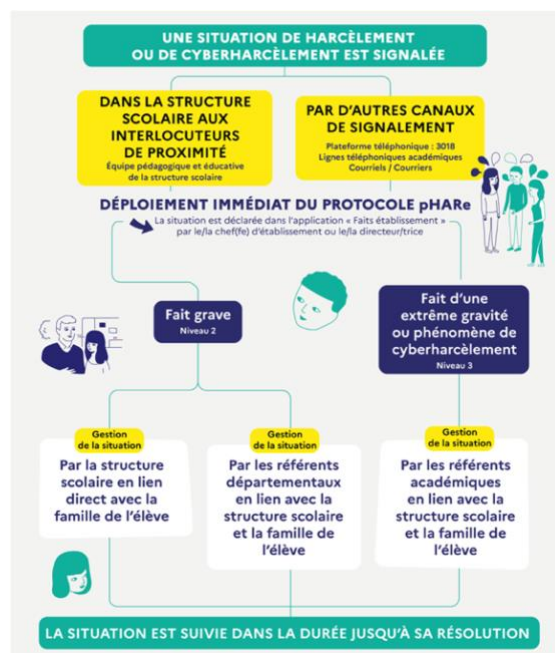 UNE SITUATION DE HARCÈLEMENT
OU DE CYBERHARCÈLEMENT EST SIGNALÉE
DANS LA STRUCTURE
SCOLAIRE AUX
INTERLOCUTEURS
DE PROXIMITÉ
Équipe pédagogique et éducative
de la structure scolaire
PAR D'AUTRES CANAUX
DE SIGNALEMENT
Plateforme téléphonique : 3018
Lignes téléphoniques académiques
Courriels / Courriers
DÉPLOIEMENT IMMÉDIAT DU PROTOCOLE pHARe
La situation est déclarée dans l'application « Faits établissement »
par le/la chef(fe) d'établissement ou le/la directeur/trice
Fait grave
Niveau 2
Fait d'une
extrême gravité
ou phénomène de
cyberharcèlement
Niveau 3
Gestion
de la situation
Par la structure
scolaire en lien
direct avec la
famille de l'élève
Gestion
de la situation
Par les référents
départementaux
en lien avec la
structure scolaire
et la famille de
l'élève
Gestion
de la situation
Par les référents
académiques
en lien avec la
structure scolaire
et la famille de
l'élève
LA SITUATION EST SUIVIE DANS LA DURÉE JUSQU'À SA RÉSOLUTION